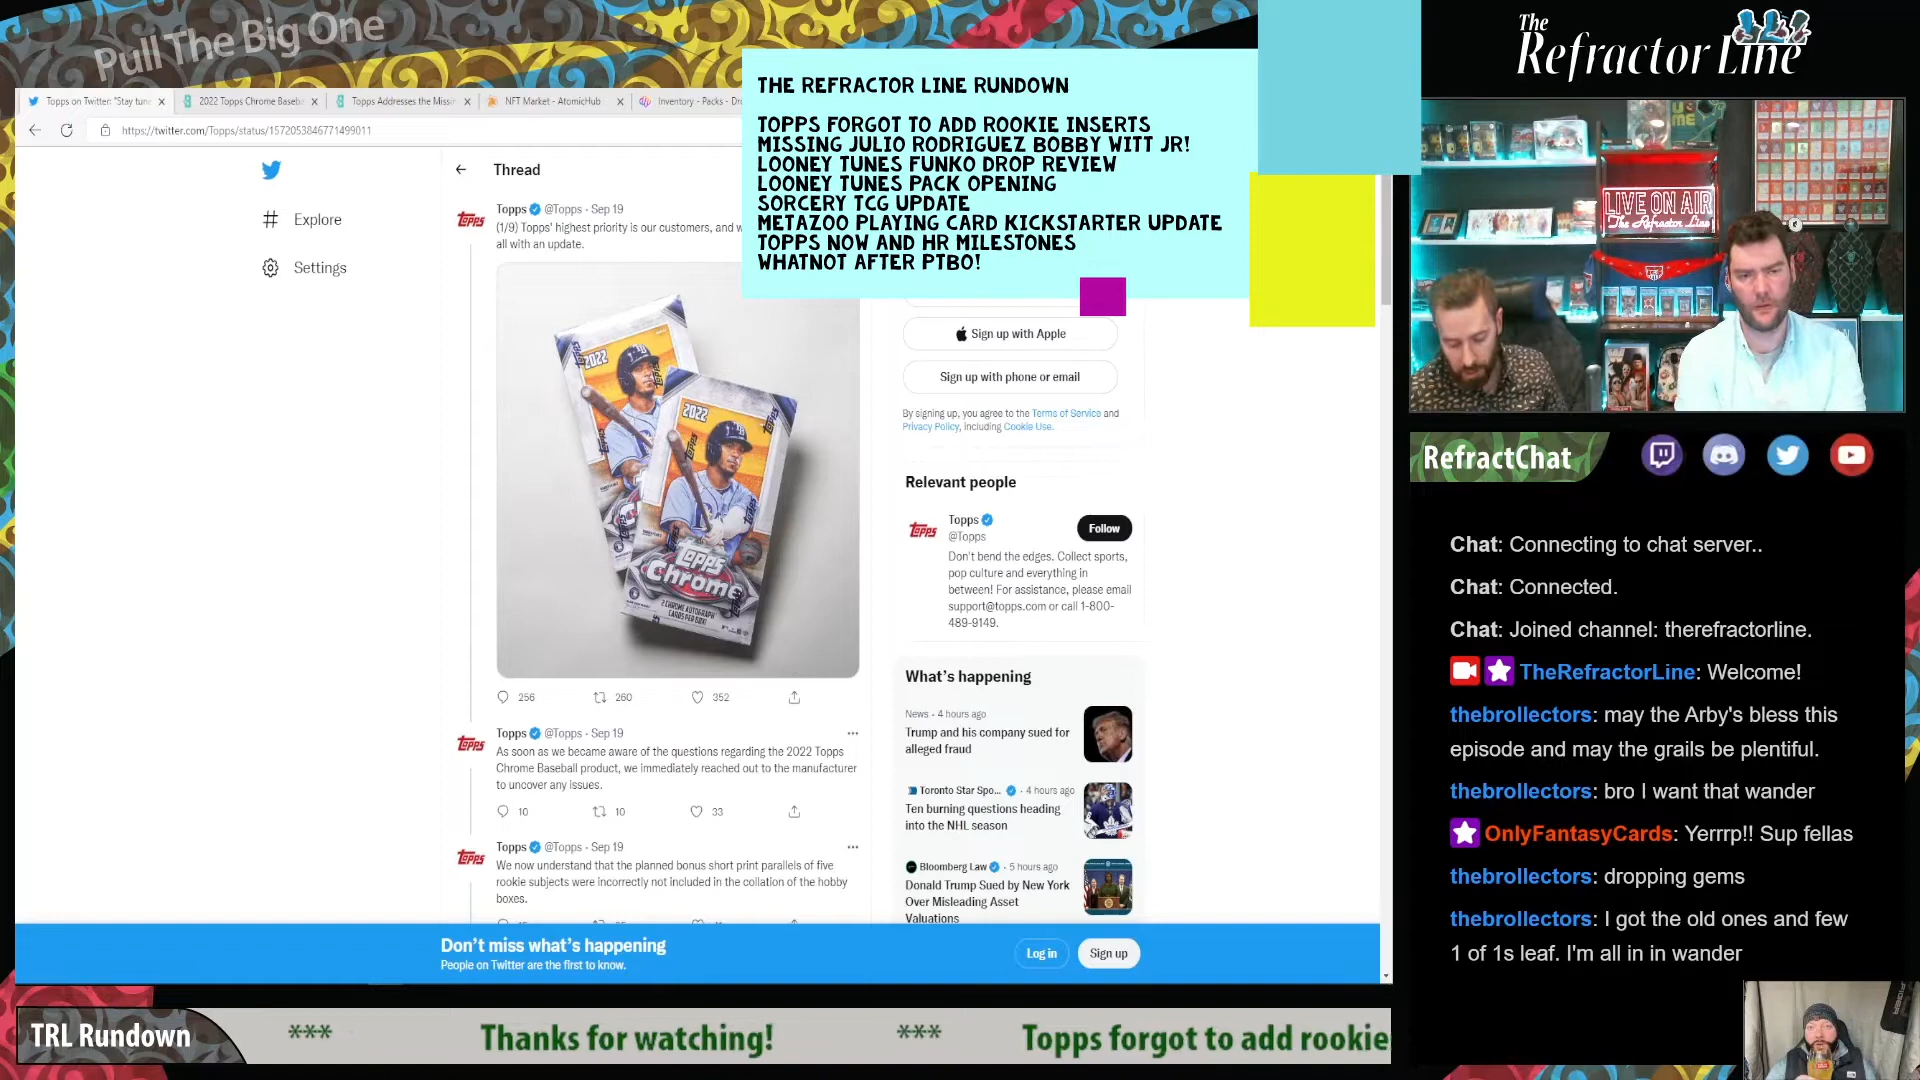 Pull The Big One
The
Refractor Line
THE REFRACTOR LINE RUNDOWN
TOPPS FORGOT TO ADD ROOKIE INSERTS
MISSING JULIO RODRIGUEZ BOBBY WITT JR!
LOONEY TUNES FUNKO DROP REVIEW
LOONEY TUNES PACK OPENING
SORCERY TCG UPDATE
METAZOO PLAYING CARD KICKSTARTER UPDATE
TOPPS NOW AND HR MILESTONES
WHATNOT AFTER PTBO!
Topps on Twitter: "Stay tune
2022 Topps Chrome Baseba
Topps Addresses the Missin
NFT Market - AtomicHub
Inventory - Packs - Dro
https://twitter.com/Topps/status/1572053846771499011
Explore
Settings
Thread
Topps @Topps · Sep 19
(1/9) Topps' highest priority is our customers, and w
all with an update.
2022
2022
Topps
Chrome
2 CHROME AUTOGRAPH
CARDS PER BOX!
256 260 352
Topps @Topps · Sep 19
As soon as we became aware of the questions regarding the 2022 Topps
Chrome Baseball product, we immediately reached out to the manufacturer
to uncover any issues.
10 10 33
Topps @Topps · Sep 19
We now understand that the planned bonus short print parallels of five
rookie subjects were incorrectly not included in the collation of the hobby
boxes.
Sign up with Apple
Sign up with phone or email
By signing up, you agree to the Terms of Service and
Privacy Policy, including Cookie Use.
Relevant people
Topps
@Topps
Follow
Don't bend the edges. Collect sports,
pop culture and everything in
between! For assistance, please email
support@topps.com or call 1-800-
489-9149.
What's happening
News · 4 hours ago
Trump and his company sued for
alleged fraud
Toronto Star Spo... · 4 hours ago
Ten burning questions heading
into the NHL season
Bloomberg Law · 5 hours ago
Donald Trump Sued by New York
Over Misleading Asset
Valuations
Don't miss what's happening
People on Twitter are the first to know.
Log in
Sign up
LIVE ON AIR
The Refractor Line
RefractChat
Chat: Connecting to chat server..
Chat: Connected.
Chat: Joined channel: therefractorline.
TheRefractorLine: Welcome!
thebrollectors: may the Arby's bless this
episode and may the grails be plentiful.
thebrollectors: bro I want that wander
OnlyFantasyCards: Yerrrp!! Sup fellas
thebrollectors: dropping gems
thebrollectors: I got the old ones and few
1 of 1s leaf. I'm all in in wander
TRL Rundown
*** Thanks for watching! *** Topps forgot to add rookie